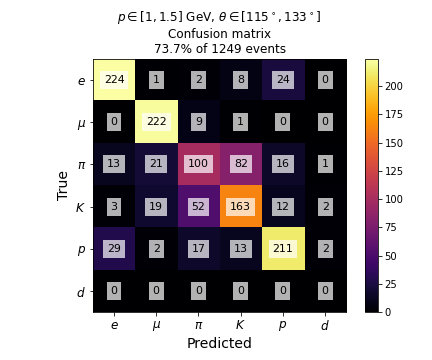 p ∈ [1, 1.5] GeV, θ ∈ [115°, 133°]
Confusion matrix
73.7% of 1249 events
e 224 1 2 8 24 0
μ 0 222 9 1 0 0
π 13 21 100 82 16 1
K 3 19 52 163 12 2
p 29 2 17 13 211 2
d 0 0 0 0 0 0
e μ π K p d
Predicted
True
200
175
150
125
100
75
50
25
0